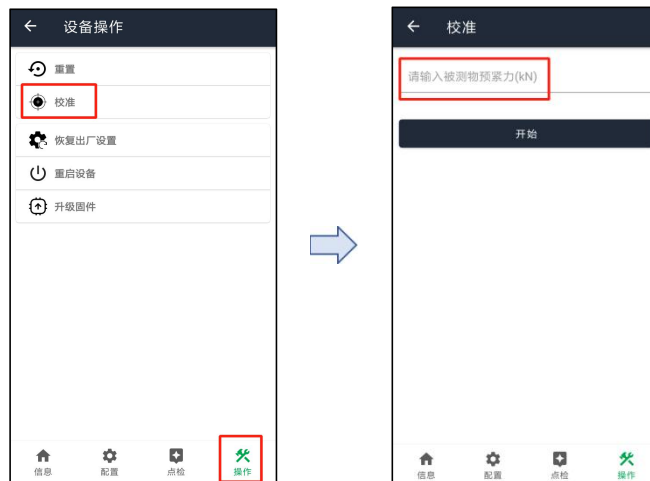 设备操作
重置
校准
恢复出厂设置
重启设备
升级固件
信息
配置
点检
操作
校准
请输入被测物预紧力(kN)
开始
信息
配置
点检
操作